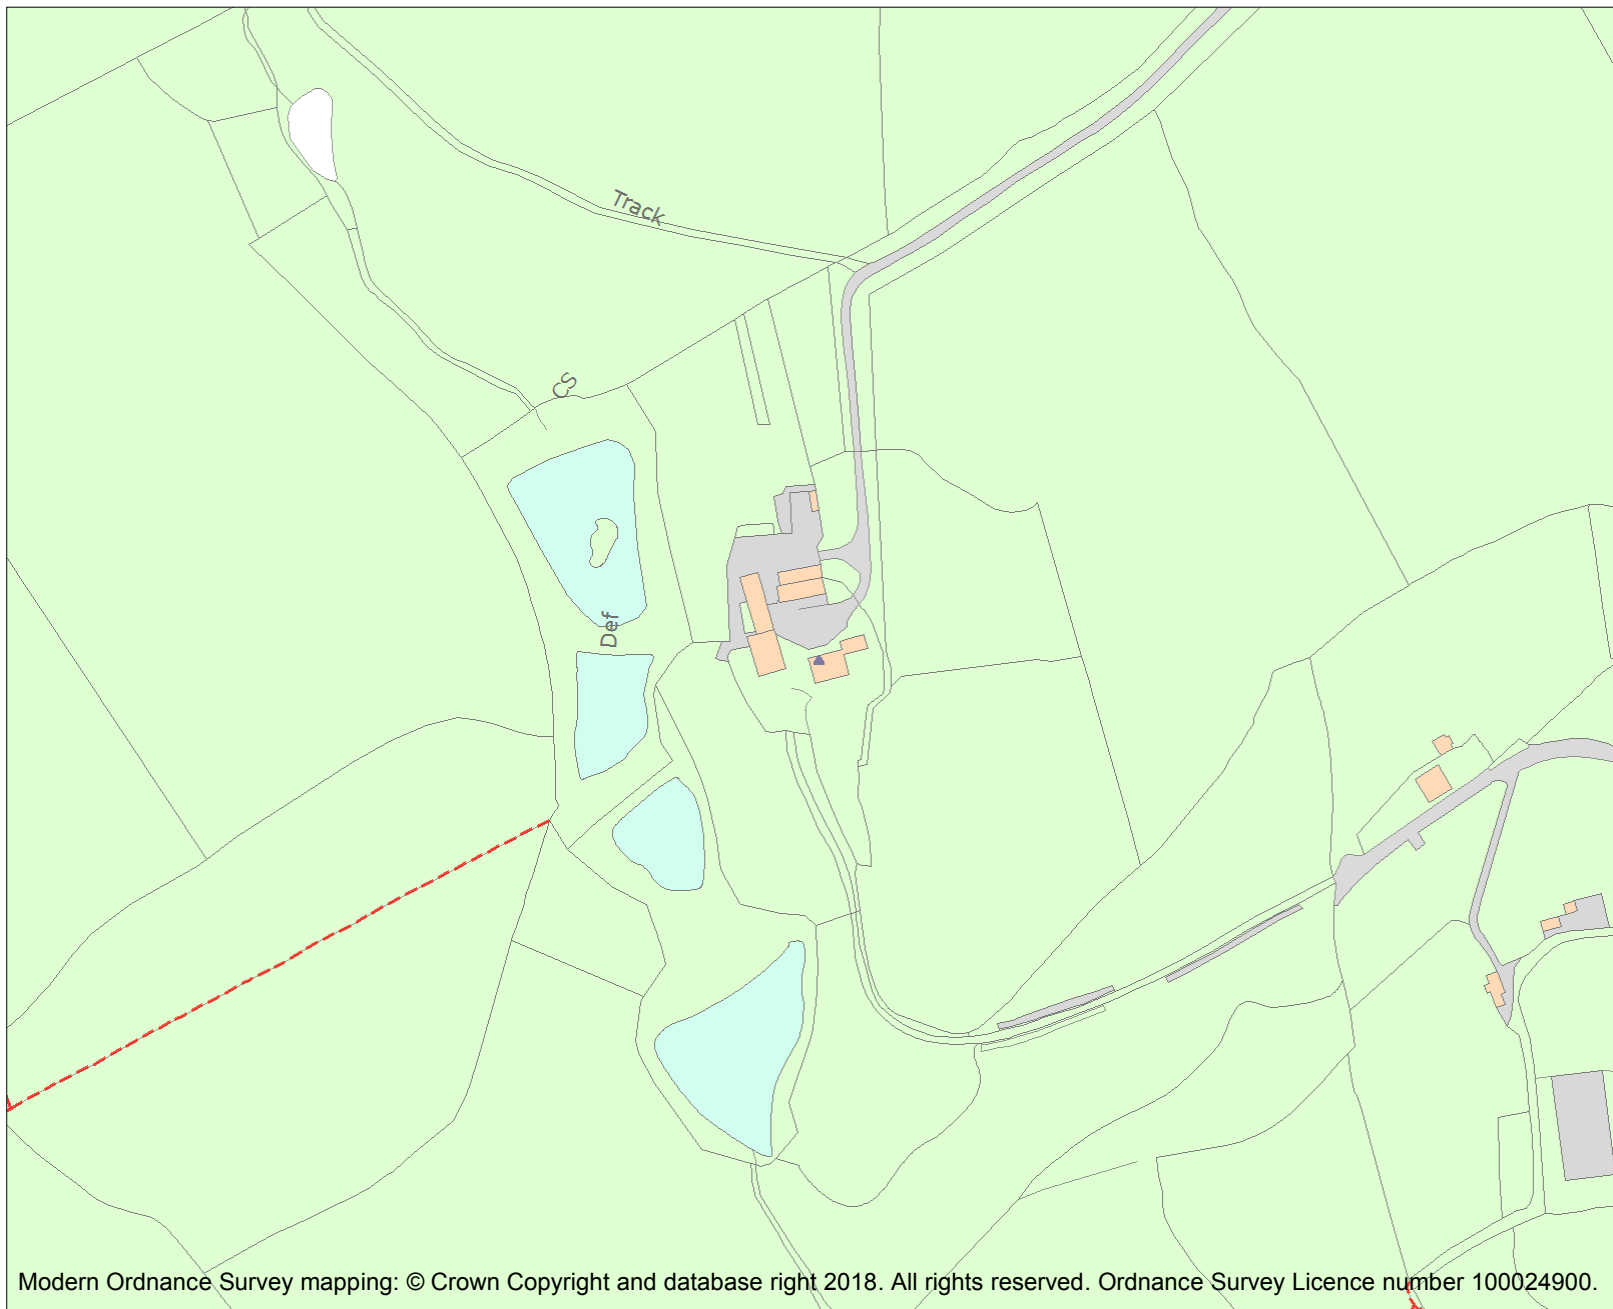 Track
CS
Def
Modern Ordnance Survey mapping: © Crown Copyright and database right 2018. All rights reserved. Ordnance Survey Licence number 100024900.